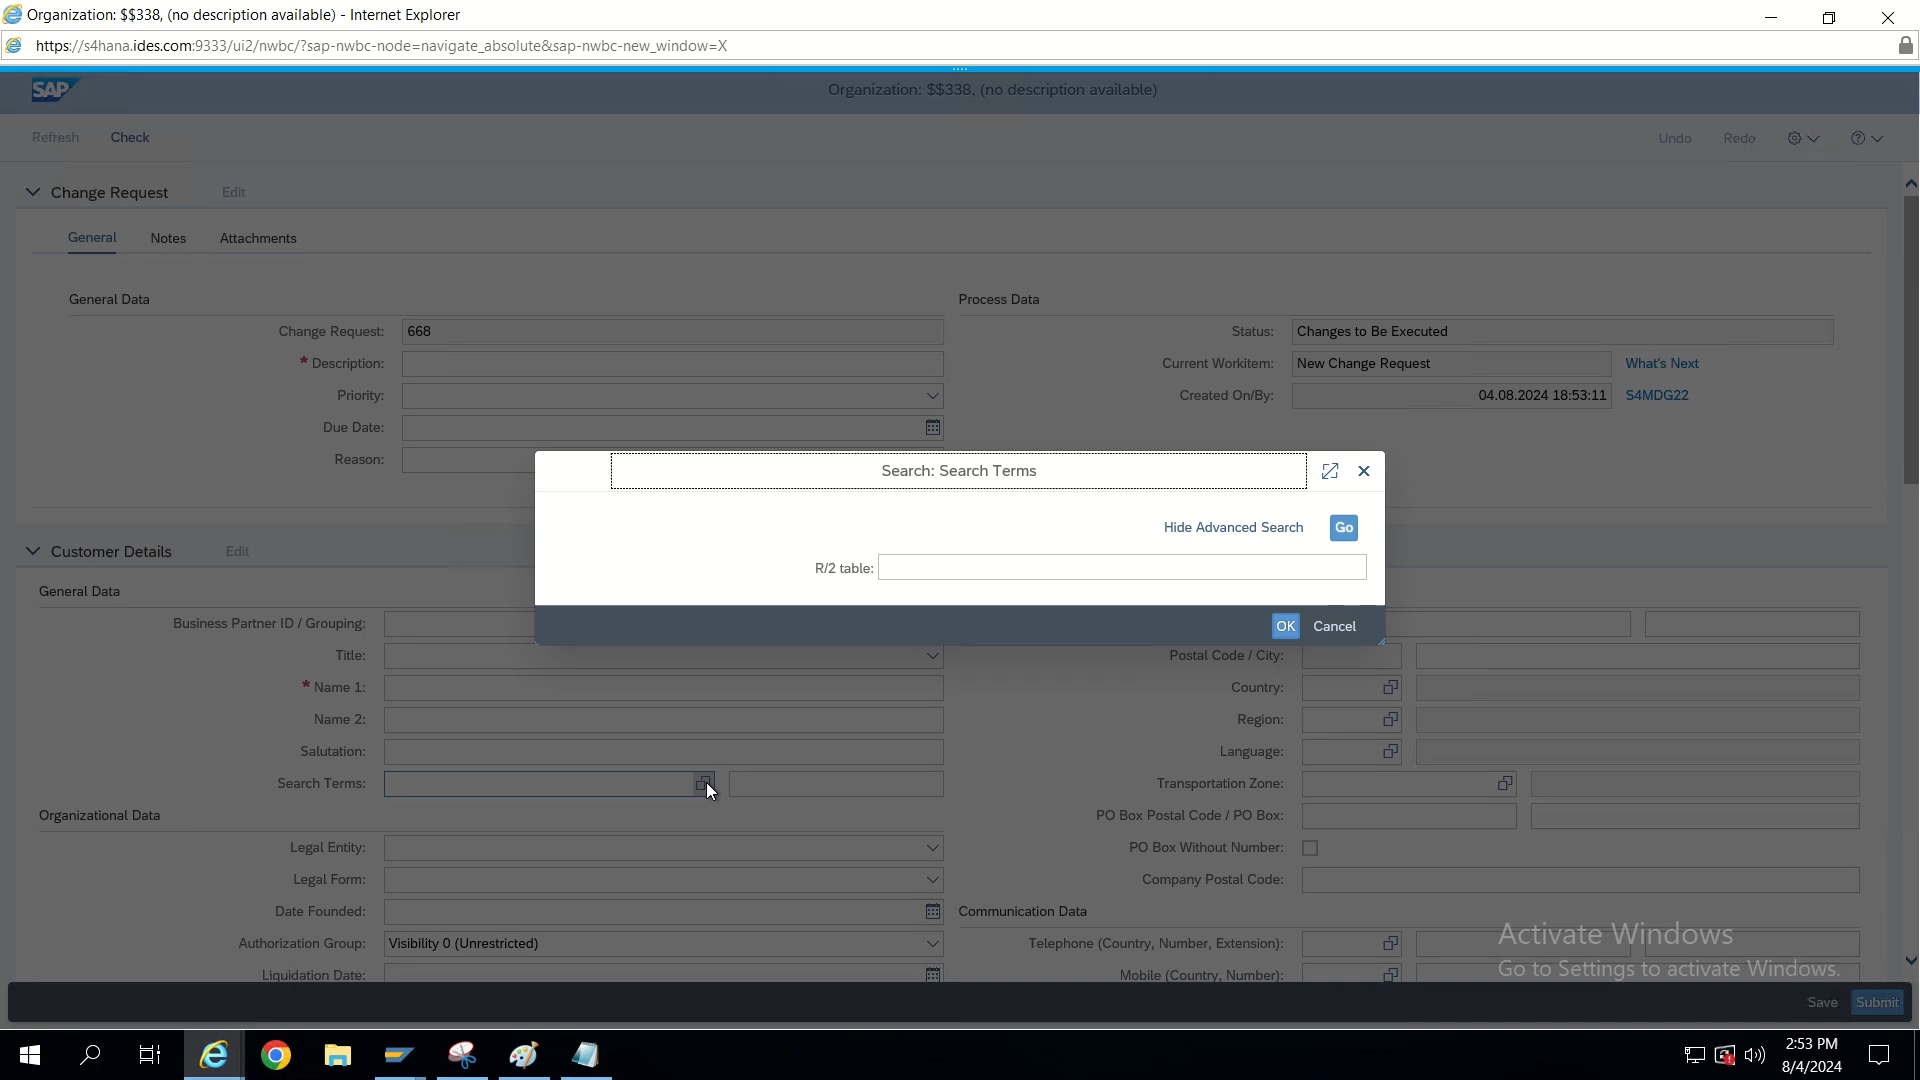 Organization: $$338, (no description available) - Internet Explorer
https://s4hana.ides.com:9333/ui2/nwbc/?sap-nwbc-node=navigate_absolute&sap-nwbc-new_window=X
SAP
Organization: $$338, (no description available)
Refresh Check Undo Redo
Change Request Edit
General Notes Attachments
General Data Process Data
Change Request: 668 Status: Changes to Be Executed
* Description: Current Workitem: New Change Request What's Next
Priority: Created On/By: 04.08.2024 18:53:11 S4MDG22
Due Date:
Reason:
Search: Search Terms
Hide Advanced Search Go
R/2 table:
OK Cancel
Customer Details Edit
General Data
Business Partner ID / Grouping:
Title: Postal Code / City:
* Name 1: Country:
Name 2: Region:
Salutation: Language:
Search Terms: Transportation Zone:
Organizational Data PO Box Postal Code / PO Box:
Legal Entity: PO Box Without Number:
Legal Form: Company Postal Code:
Date Founded: Communication Data
Authorization Group: Visibility 0 (Unrestricted) Telephone (Country, Number, Extension):
Liquidation Date: Mobile (Country, Number):
Activate Windows
Go to Settings to activate Windows.
Save Submit
2:53 PM
8/4/2024